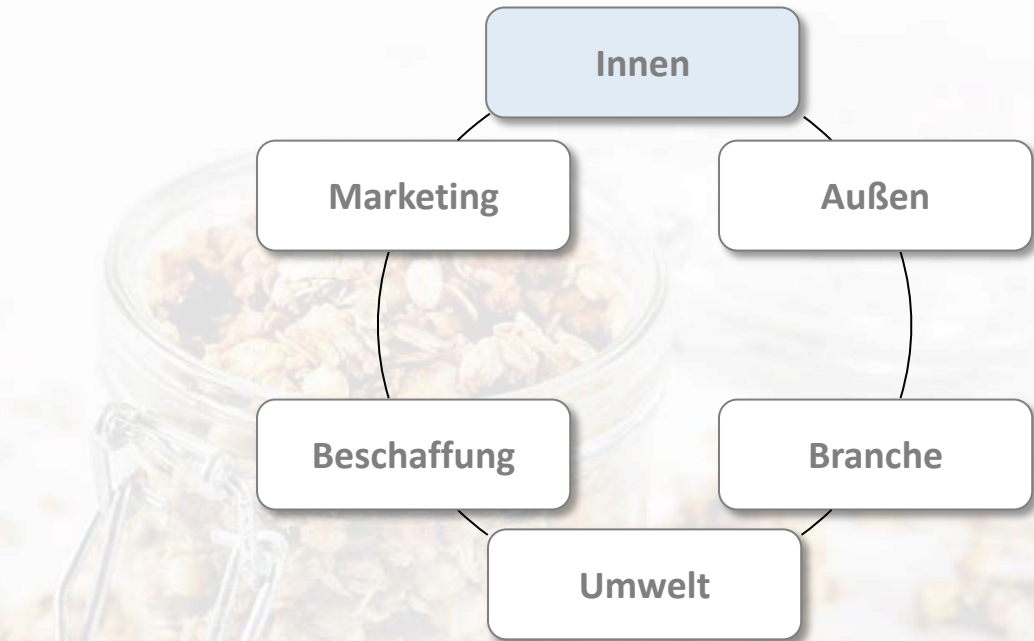 Innen
Marketing
Außen
Beschaffung
Branche
Umwelt